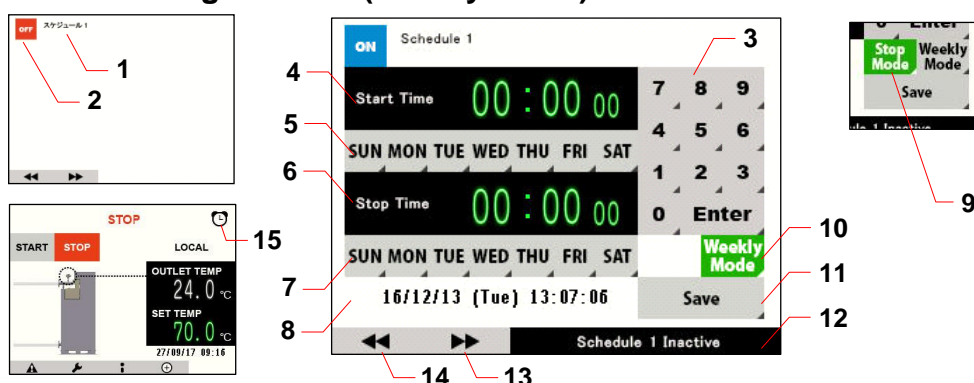 OFF
スケジュール 1
1
2
ON
Schedule 1
3
4
Start Time
00 : 00 00
7 8 9
5
SUN MON TUE WED THU FRI SAT
4 5 6
6
Stop Time
00 : 00 00
1 2 3
0 Enter
10
7
SUN MON TUE WED THU FRI SAT
Weekly
Mode
11
8
16/12/13 (Tue) 13:07:06
Save
12
Schedule 1 Inactive
14
13
Enter
Stop
Mode
Weekly
Mode
Save
9
STOP
15
START
STOP
LOCAL
OUTLET TEMP
24.0 ℃
SET TEMP
70.0 ℃
27/09/17 09:16